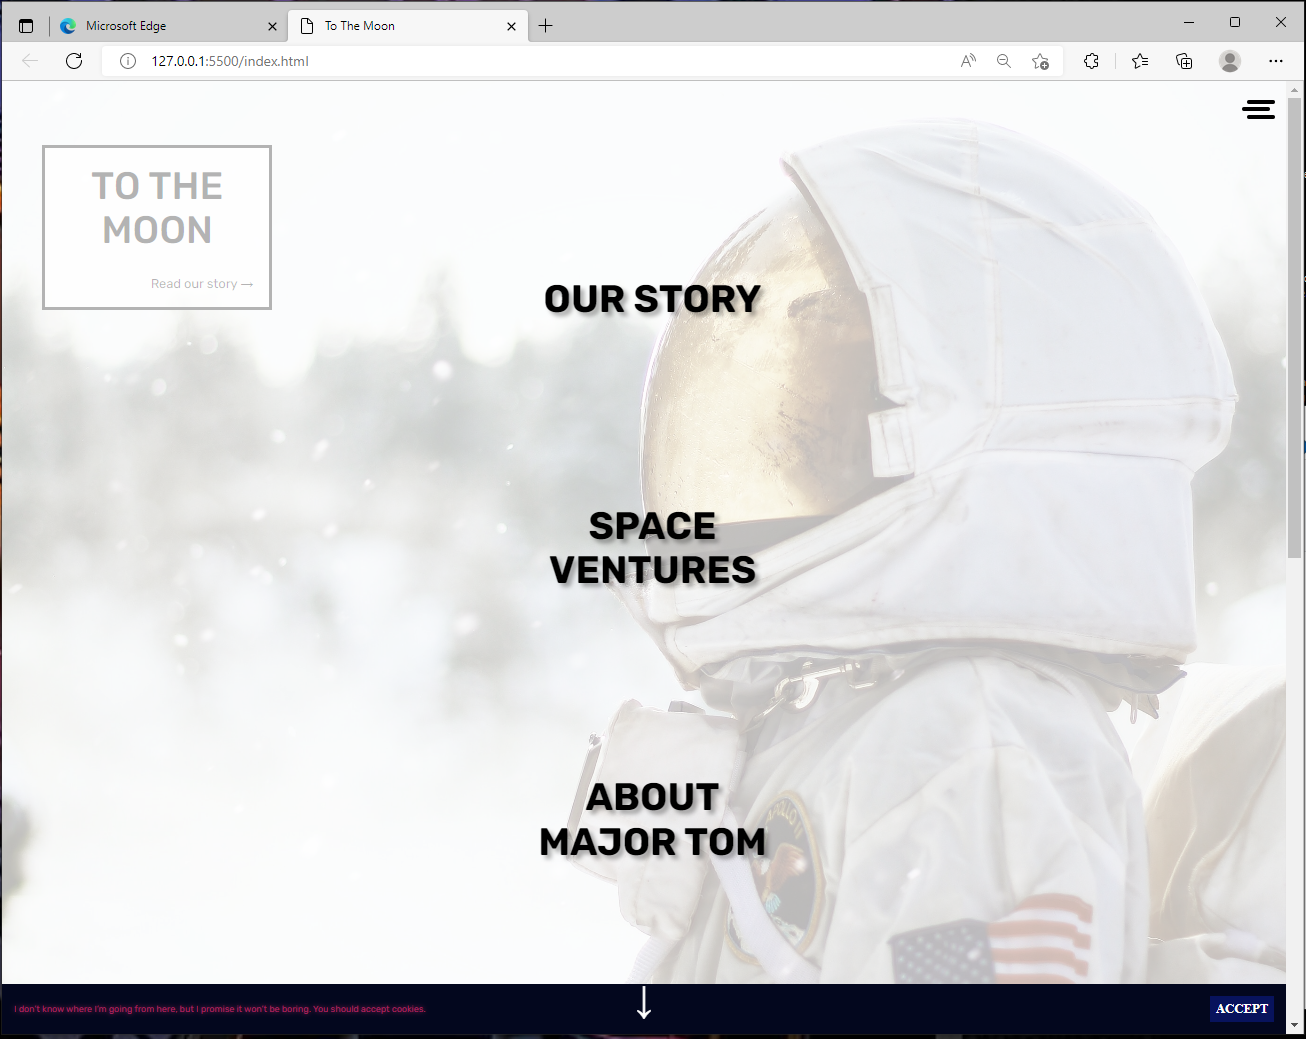 Microsoft Edge
To The Moon
127.0.0.1:5500/index.html
TO THE
MOON
Read our story →
OUR STORY
SPACE
VENTURES
ABOUT
MAJOR TOM
I don't know where I'm going from here, but i promise it won't be boring. You should accept cookies.
ACCEPT